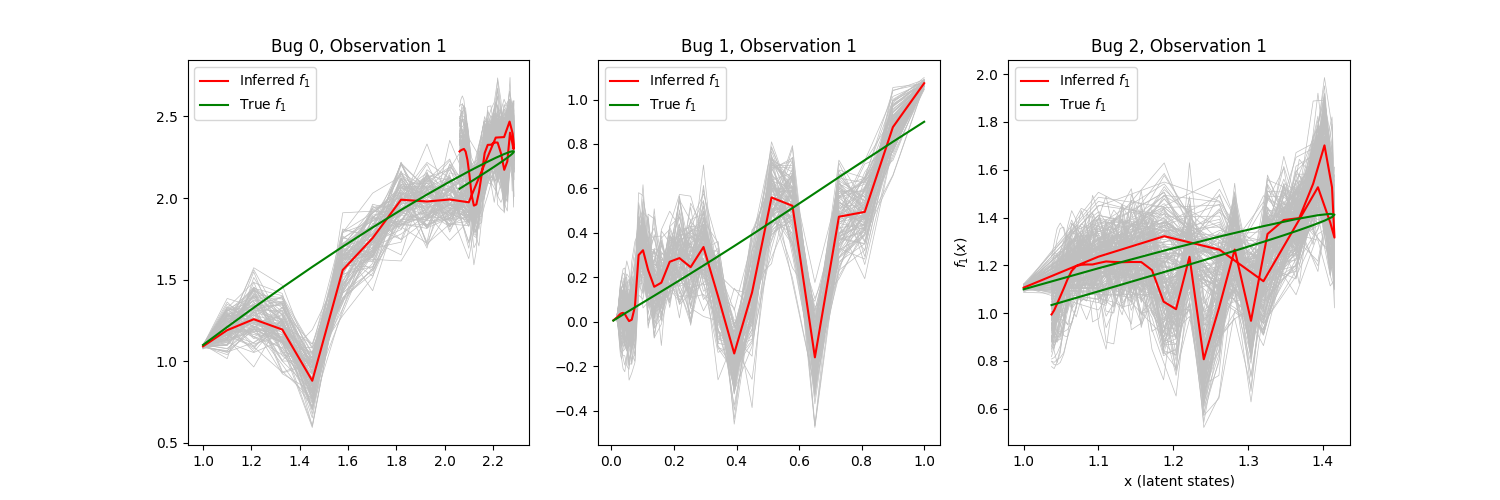 Bug 0, Observation 1
Inferred f₁
True f₁
2.5
2.0
1.5
1.0
0.5
1.0 1.2 1.4 1.6 1.8 2.0 2.2
Bug 1, Observation 1
Inferred f₁
True f₁
1.0
0.8
0.6
0.4
0.2
0.0
−0.2
−0.4
0.0 0.2 0.4 0.6 0.8 1.0
Bug 2, Observation 1
Inferred f₁
True f₁
f₁(x)
2.0
1.8
1.6
1.4
1.2
1.0
0.8
0.6
1.0 1.1 1.2 1.3 1.4
x (latent states)